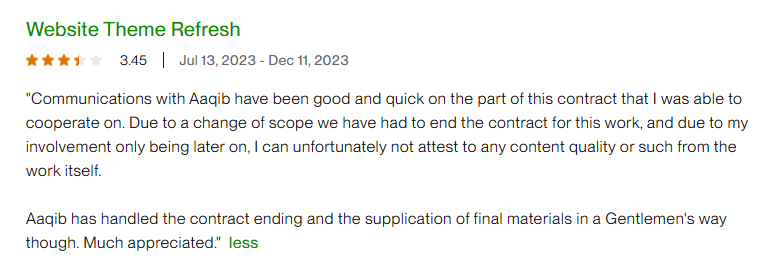 Website Theme Refresh
3.45 | Jul 13, 2023 - Dec 11, 2023
"Communications with Aaqib have been good and quick on the part of this contract that I was able to
cooperate on. Due to a change of scope we have had to end the contract for this work, and due to my
involvement only being later on, I can unfortunately not attest to any content quality or such from the
work itself.
Aaqib has handled the contract ending and the supplication of final materials in a Gentlemen's way
though. Much appreciated." less